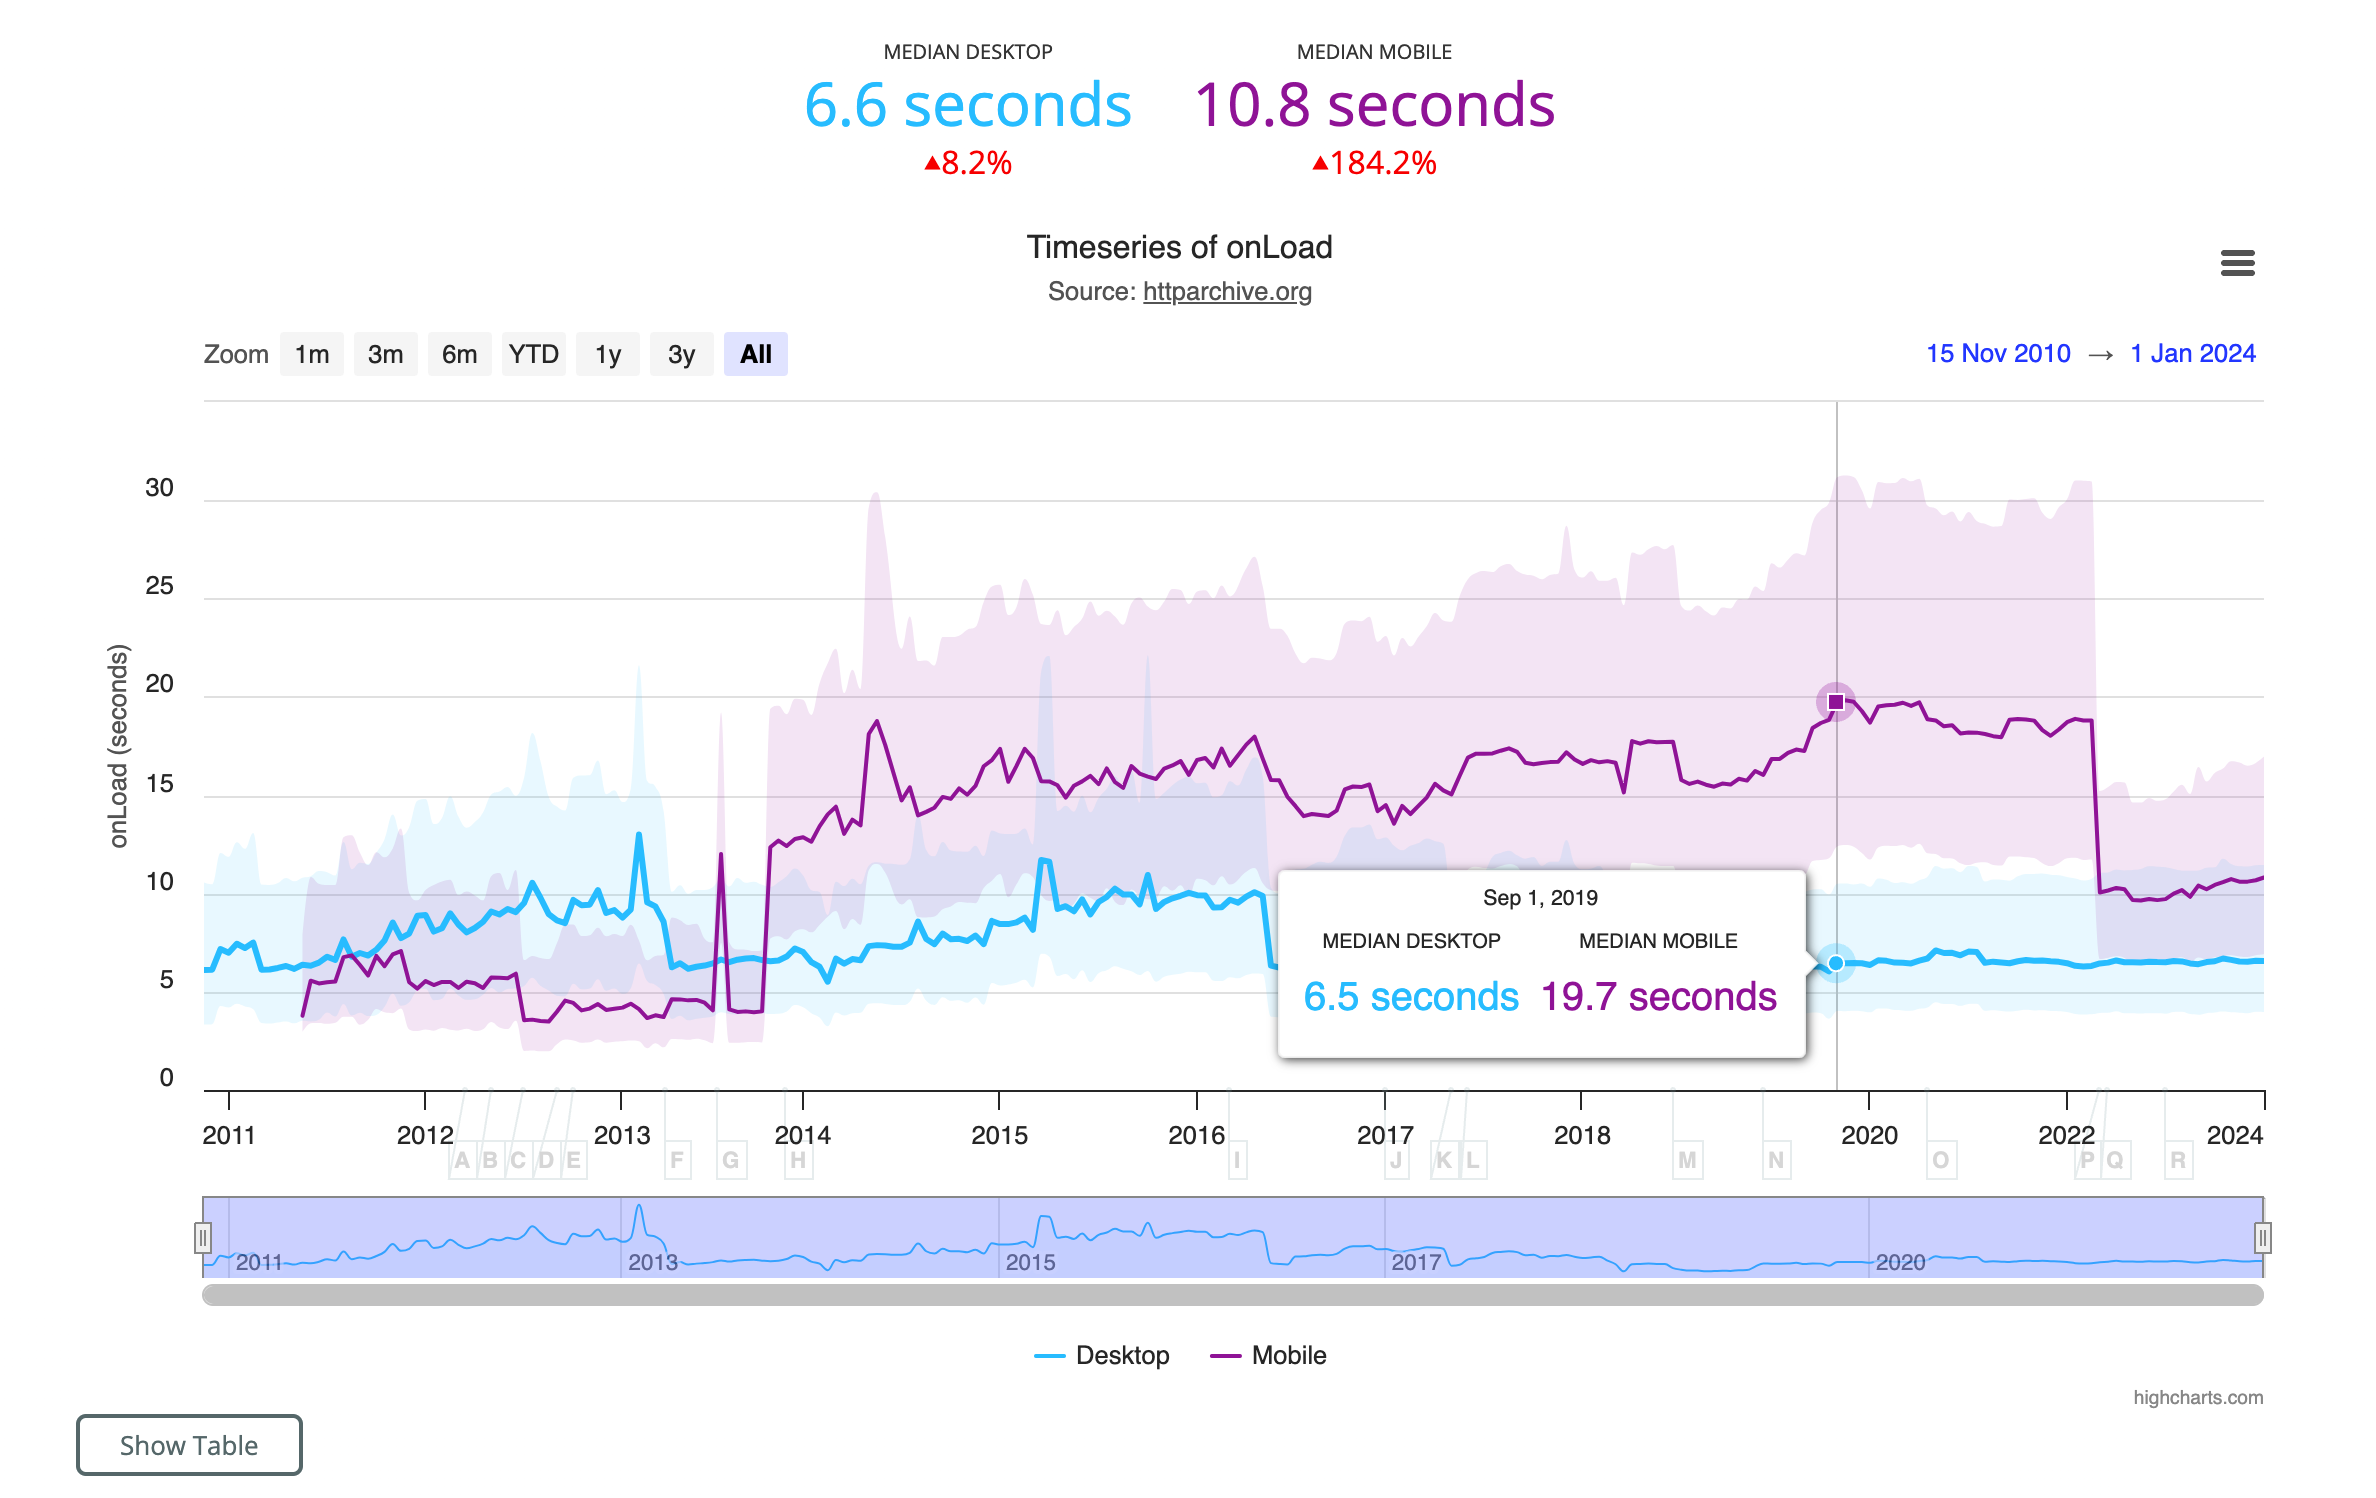 MEDIAN DESKTOP MEDIAN MOBILE
6.6 seconds 10.8 seconds
▲8.2% ▲184.2%
Timeseries of onLoad
Source: httparchive.org
Zoom 1m 3m 6m YTD 1y 3y All 15 Nov 2010 → 1 Jan 2024
onLoad (seconds)
30
25
20
15
10
5
0
Sep 1, 2019
MEDIAN DESKTOP MEDIAN MOBILE
6.5 seconds 19.7 seconds
2011 2012 2013 2014 2015 2016 2017 2018 2020 2022 2024
A B C D E F G H I J K L M N O P Q R
2011 2013 2015 2017 2020
Desktop Mobile
highcharts.com
Show Table